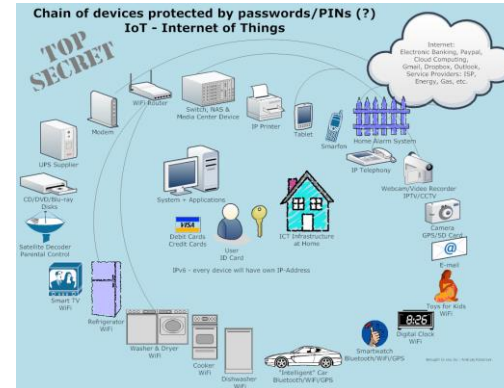 Chain of devices protected by passwords/PINs (?)
IoT - Internet of Things
TOP
SECRET
Internet:
Electronic Banking, Paypal,
Cloud Computing,
Gmail, Dropbox, Outlook,
Service Providers: ISP,
Energy, Gas, etc.
WiFi Router
Switch, NAS &
Media Center Device
IP Printer
Tablet
Smarfon
Home Alarm System
Modem
IP Telephony
UPS Supplier
Webcam/Video Recorder
IPTV/CCTV
CD/DVD/Blu-ray
Disks
System + Applications
Camera
GPS/SD Card
VISA
Debit Cards
Credit Cards
User
ID Card
ICT Infrastructure
at Home
Satellite Decoder
Parental Control
@
E-mail
IPv6 - every device will have own IP-Address
Smart TV
WiFi
Refrigerator
WiFi
Toys for Kids
WiFi
8:26
Digital Clock
WiFi
Washer & Dryer
WiFi
Cooker
WiFi
Dishwasher
WiFi
"Intelligent" Car
Bluetooth/WiFi/GPS
Smartwatch
Bluetooth/WiFi/GPS